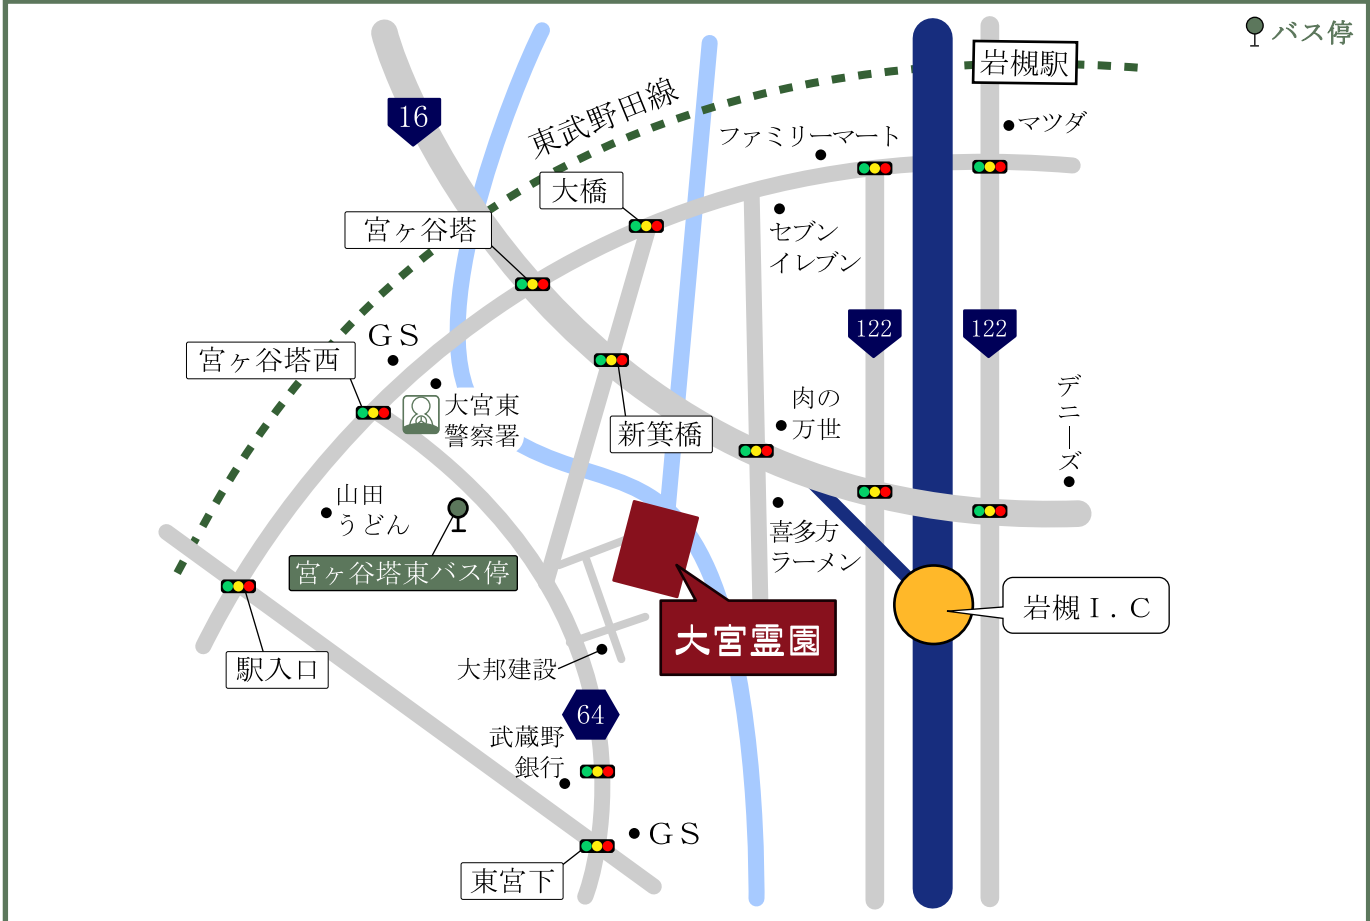 バス停
岩槻駅
16
東武野田線
マツダ
ファミリーマート
大橋
宮ヶ谷塔
セブン
イレブン
GS
122
122
宮ヶ谷塔西
大宮東
警察署
新箕橋
肉の
万世
デニーズ
山田
うどん
喜多方
ラーメン
宮ヶ谷塔東バス停
岩槻I.C
大宮霊園
駅入口
大邦建設
64
武蔵野
銀行
GS
東宮下